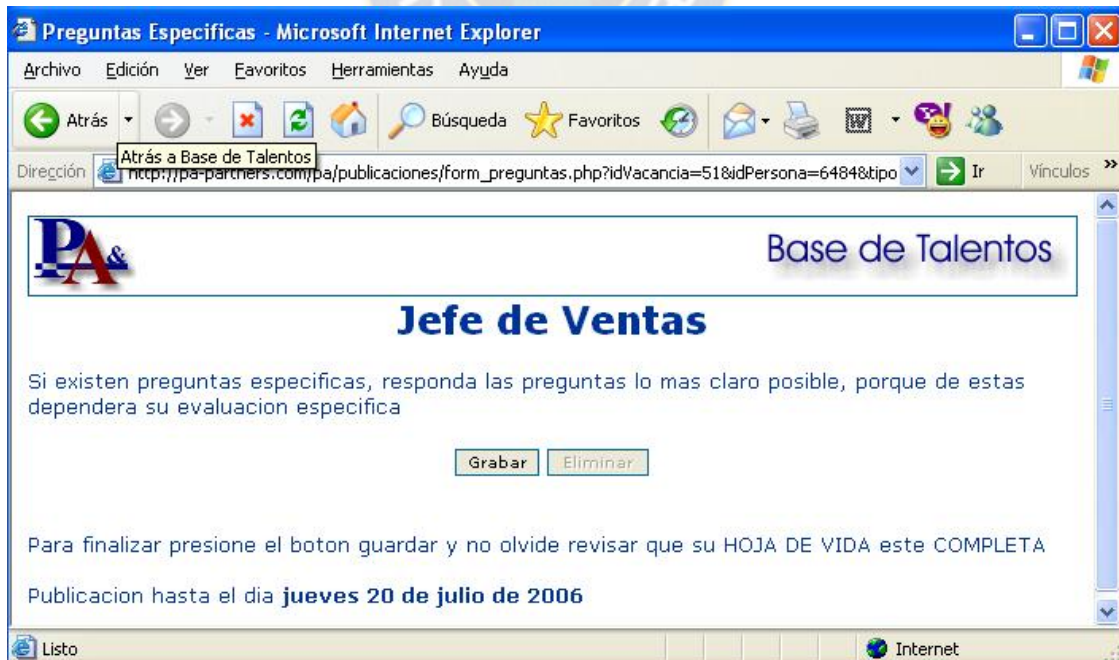 Preguntas Especificas - Microsoft Internet Explorer
Archivo Edición Ver Favoritos Herramientas Ayuda
Atrás Búsqueda Favoritos
Atrás a Base de Talentos
Dirección http://pa-partners.com/pa/publicaciones/form_preguntas.php?idVacancia=51&idPersona=6484&tipo Ir Vínculos »
PA& Base de Talentos
Jefe de Ventas
Si existen preguntas especificas, responda las preguntas lo mas claro posible, porque de estas
dependera su evaluacion especifica
Grabar Eliminar
Para finalizar presione el boton guardar y no olvide revisar que su HOJA DE VIDA este COMPLETA
Publicacion hasta el dia jueves 20 de julio de 2006
Listo Internet